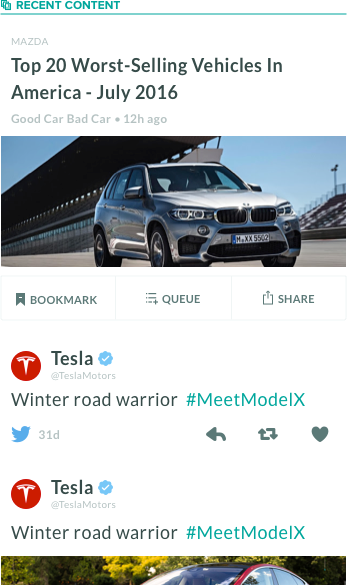 RECENT CONTENT
MAZDA
Top 20 Worst-Selling Vehicles In
America - July 2016
Good Car Bad Car • 12h ago
BOOKMARK
QUEUE
SHARE
Tesla
@TeslaMotors
Winter road warrior #MeetModelX
31d
Tesla
@TeslaMotors
Winter road warrior #MeetModelX